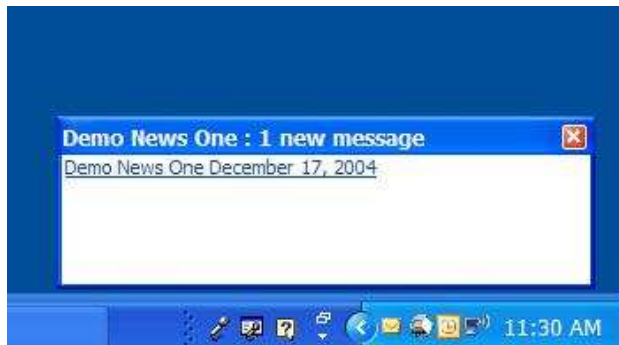 Demo News One : 1 new message
Demo News One December 17, 2004
11:30 AM